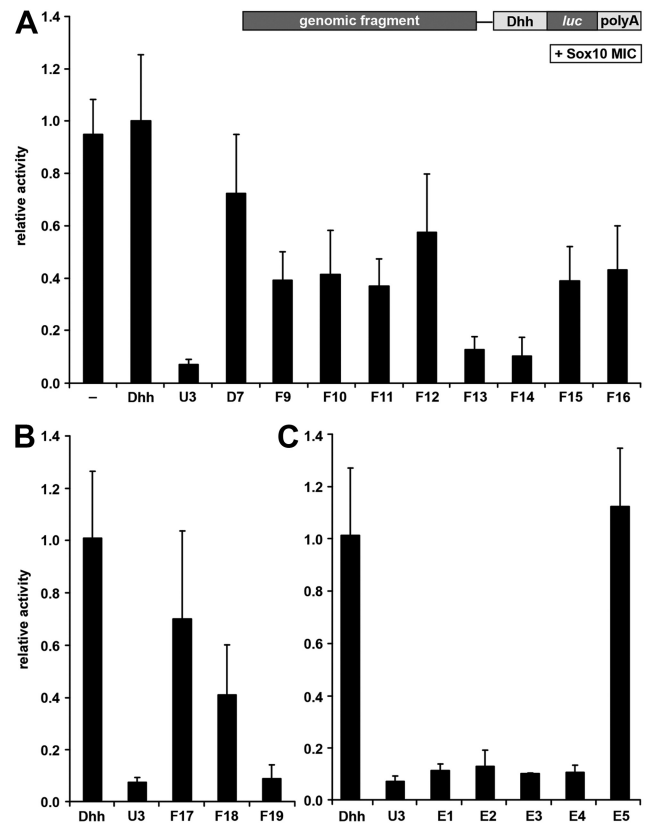 A
genomic fragment Dhh luc polyA
+ Sox10 MIC
relative activity
1.4
1.2
1.0
0.8
0.6
0.4
0.2
0.0
– Dhh U3 D7 F9 F10 F11 F12 F13 F14 F15 F16
B
relative activity
1.4
1.2
1.0
0.8
0.6
0.4
0.2
0.0
Dhh U3 F17 F18 F19
C
1.4
1.2
1.0
0.8
0.6
0.4
0.2
0.0
Dhh U3 E1 E2 E3 E4 E5